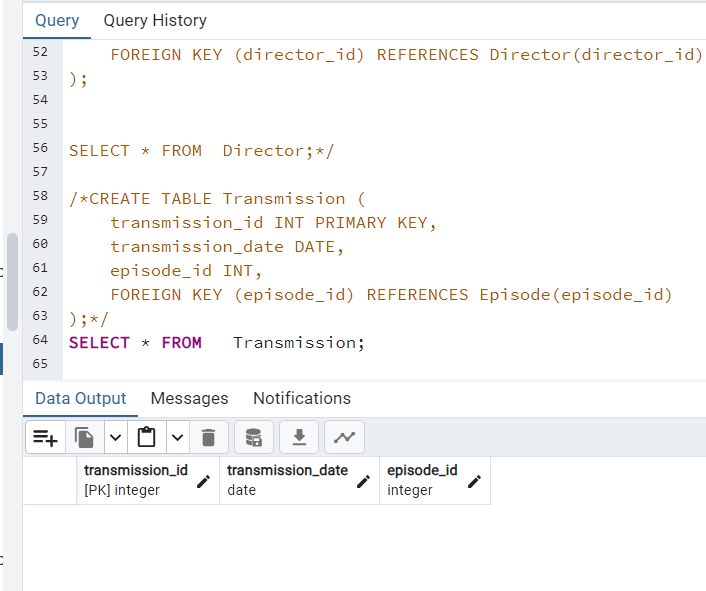 Query Query History
52 FOREIGN KEY (director_id) REFERENCES Director(director_id)
53 );
54
55
56 SELECT * FROM  Director;*/
57
58 /*CREATE TABLE Transmission (
59 transmission_id INT PRIMARY KEY,
60 transmission_date DATE,
61 episode_id INT,
62 FOREIGN KEY (episode_id) REFERENCES Episode(episode_id)
63 );*/
64 SELECT * FROM   Transmission;
65
Data Output Messages Notifications
transmission_id transmission_date episode_id
[PK] integer date integer